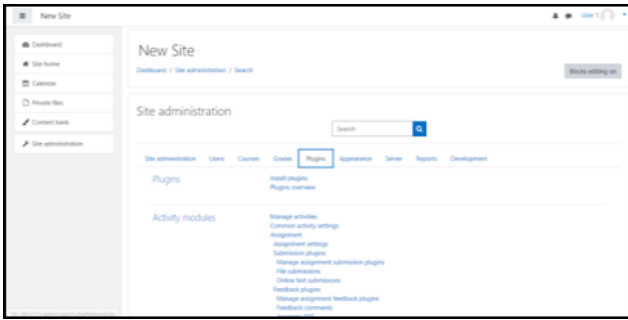 New Site
User 1
Dashboard
Site home
Calendar
Private files
Content bank
Site administration
New Site
Dashboard / Site administration / Search
Blocks editing on
Site administration
Search
Site administration Users Courses Grades Plugins Appearance Server Reports Development
Plugins
Install plugins
Plugins overview
Activity modules
Manage activities
Common activity settings
Assignment
Assignment settings
Submission plugins
Manage assignment submission plugins
File submissions
Online text submissions
Feedback plugins
Manage assignment feedback plugins
Feedback comments